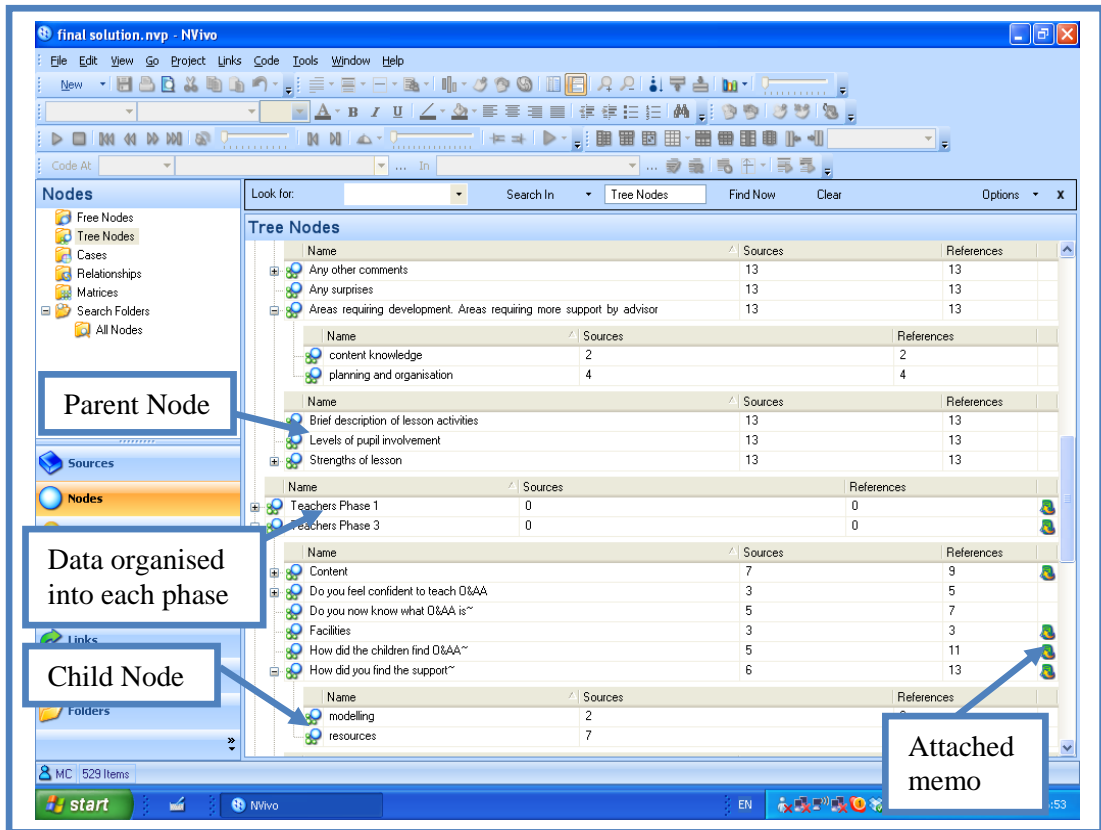 final solution.nvp - NVivo
File Edit View Go Project Links Code Tools Window Help
New
A B I U
Code At ... In ...
Nodes
Look for: Search In Tree Nodes Find Now Clear Options x
Free Nodes
Tree Nodes
Cases
Relationships
Matrices
Search Folders
All Nodes
Tree Nodes
Name Sources References
Any other comments 13 13
Any surprises 13 13
Areas requiring development. Areas requiring more support by advisor 13 13
Name Sources References
content knowledge 2 2
planning and organisation 4 4
Parent Node
Name Sources References
Brief description of lesson activities 13 13
Levels of pupil involvement 13 13
Strengths of lesson 13 13
Sources
Nodes
Name Sources References
Teachers Phase 1 0 0
Teachers Phase 3 0 0
Data organised
into each phase
Name Sources References
Content 7 9
Do you feel confident to teach O&AA 3 5
Do you now know what O&AA is~ 5 7
Facilities 3 3
How did the children find O&AA~ 5 11
How did you find the support~ 6 13
Links
Child Node
Folders
Name Sources References
modelling 2
resources 7
Attached
memo
MC 529 Items
start NVivo EN :53